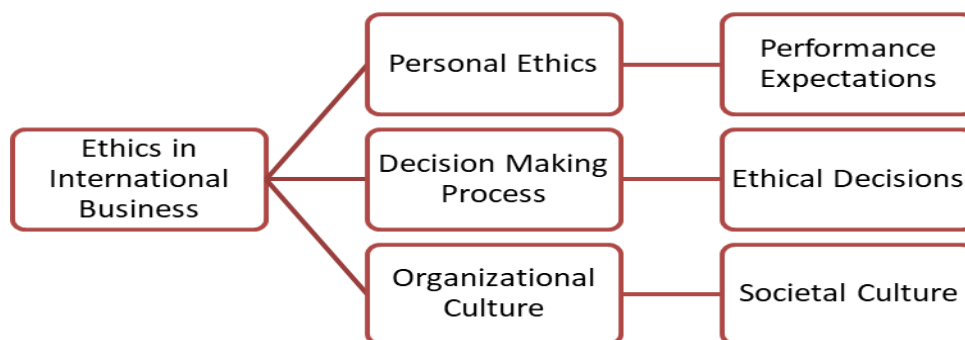 Ethics in
International
Business
Personal Ethics
Performance
Expectations
Decision Making
Process
Ethical Decisions
Organizational
Culture
Societal Culture